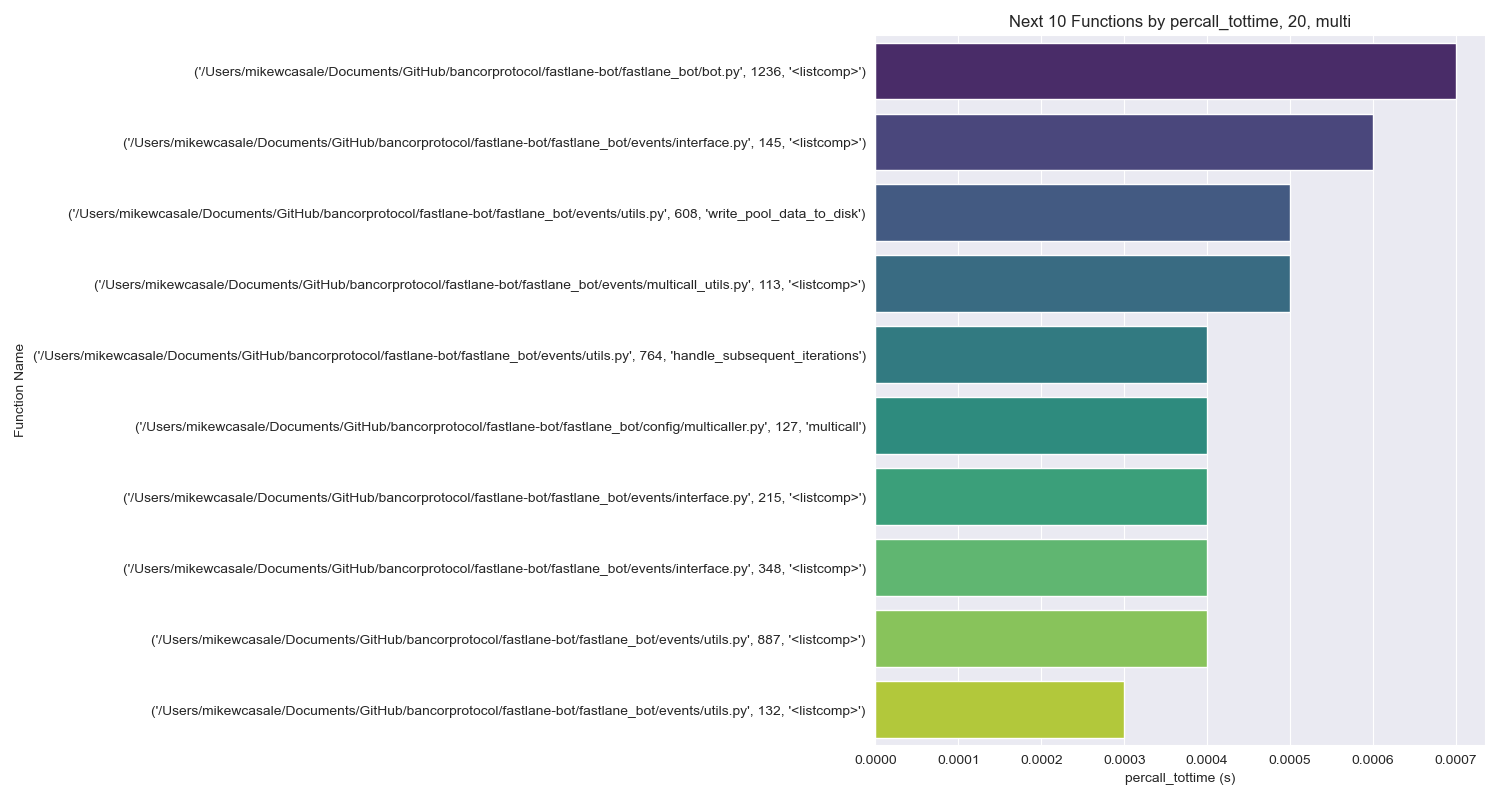 Next 10 Functions by percall_tottime, 20, multi
('/Users/mikewcasale/Documents/GitHub/bancorprotocol/fastlane-bot/fastlane_bot/bot.py', 1236, '<listcomp>')
('/Users/mikewcasale/Documents/GitHub/bancorprotocol/fastlane-bot/fastlane_bot/events/interface.py', 145, '<listcomp>')
('/Users/mikewcasale/Documents/GitHub/bancorprotocol/fastlane-bot/fastlane_bot/events/utils.py', 608, 'write_pool_data_to_disk')
('/Users/mikewcasale/Documents/GitHub/bancorprotocol/fastlane-bot/fastlane_bot/events/multicall_utils.py', 113, '<listcomp>')
('/Users/mikewcasale/Documents/GitHub/bancorprotocol/fastlane-bot/fastlane_bot/events/utils.py', 764, 'handle_subsequent_iterations')
('/Users/mikewcasale/Documents/GitHub/bancorprotocol/fastlane-bot/fastlane_bot/config/multicaller.py', 127, 'multicall')
('/Users/mikewcasale/Documents/GitHub/bancorprotocol/fastlane-bot/fastlane_bot/events/interface.py', 215, '<listcomp>')
('/Users/mikewcasale/Documents/GitHub/bancorprotocol/fastlane-bot/fastlane_bot/events/interface.py', 348, '<listcomp>')
('/Users/mikewcasale/Documents/GitHub/bancorprotocol/fastlane-bot/fastlane_bot/events/utils.py', 887, '<listcomp>')
('/Users/mikewcasale/Documents/GitHub/bancorprotocol/fastlane-bot/fastlane_bot/events/utils.py', 132, '<listcomp>')
Function Name
0.0000 0.0001 0.0002 0.0003 0.0004 0.0005 0.0006 0.0007
percall_tottime (s)